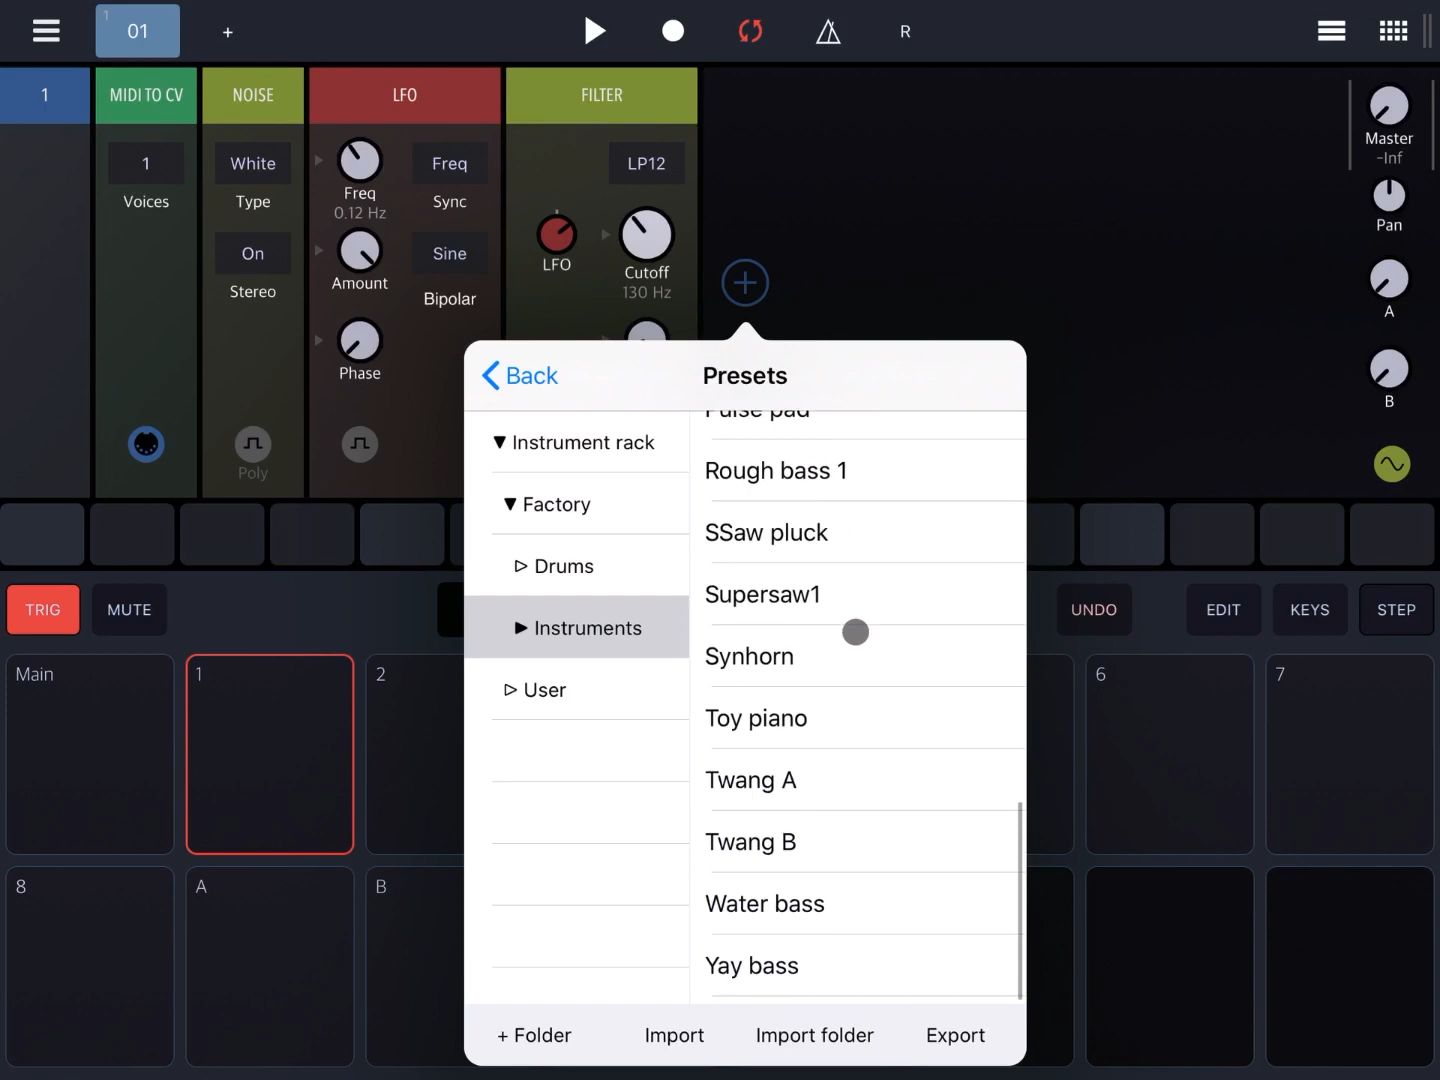 1
01
+
R
1
MIDI TO CV
NOISE
LFO
FILTER
1
Voices
White
Type
On
Stereo
Poly
Freq
0.12 Hz
Amount
Phase
Freq
Sync
Sine
Bipolar
LFO
LP12
Cutoff
130 Hz
Master
-Inf
Pan
A
B
Back
Presets
▼ Instrument rack
▼ Factory
▷ Drums
▶ Instruments
▷ User
Pulse pad
Rough bass 1
SSaw pluck
Supersaw1
Synhorn
Toy piano
Twang A
Twang B
Water bass
Yay bass
+ Folder
Import
Import folder
Export
TRIG
MUTE
UNDO
EDIT
KEYS
STEP
Main
1
2
6
7
8
A
B